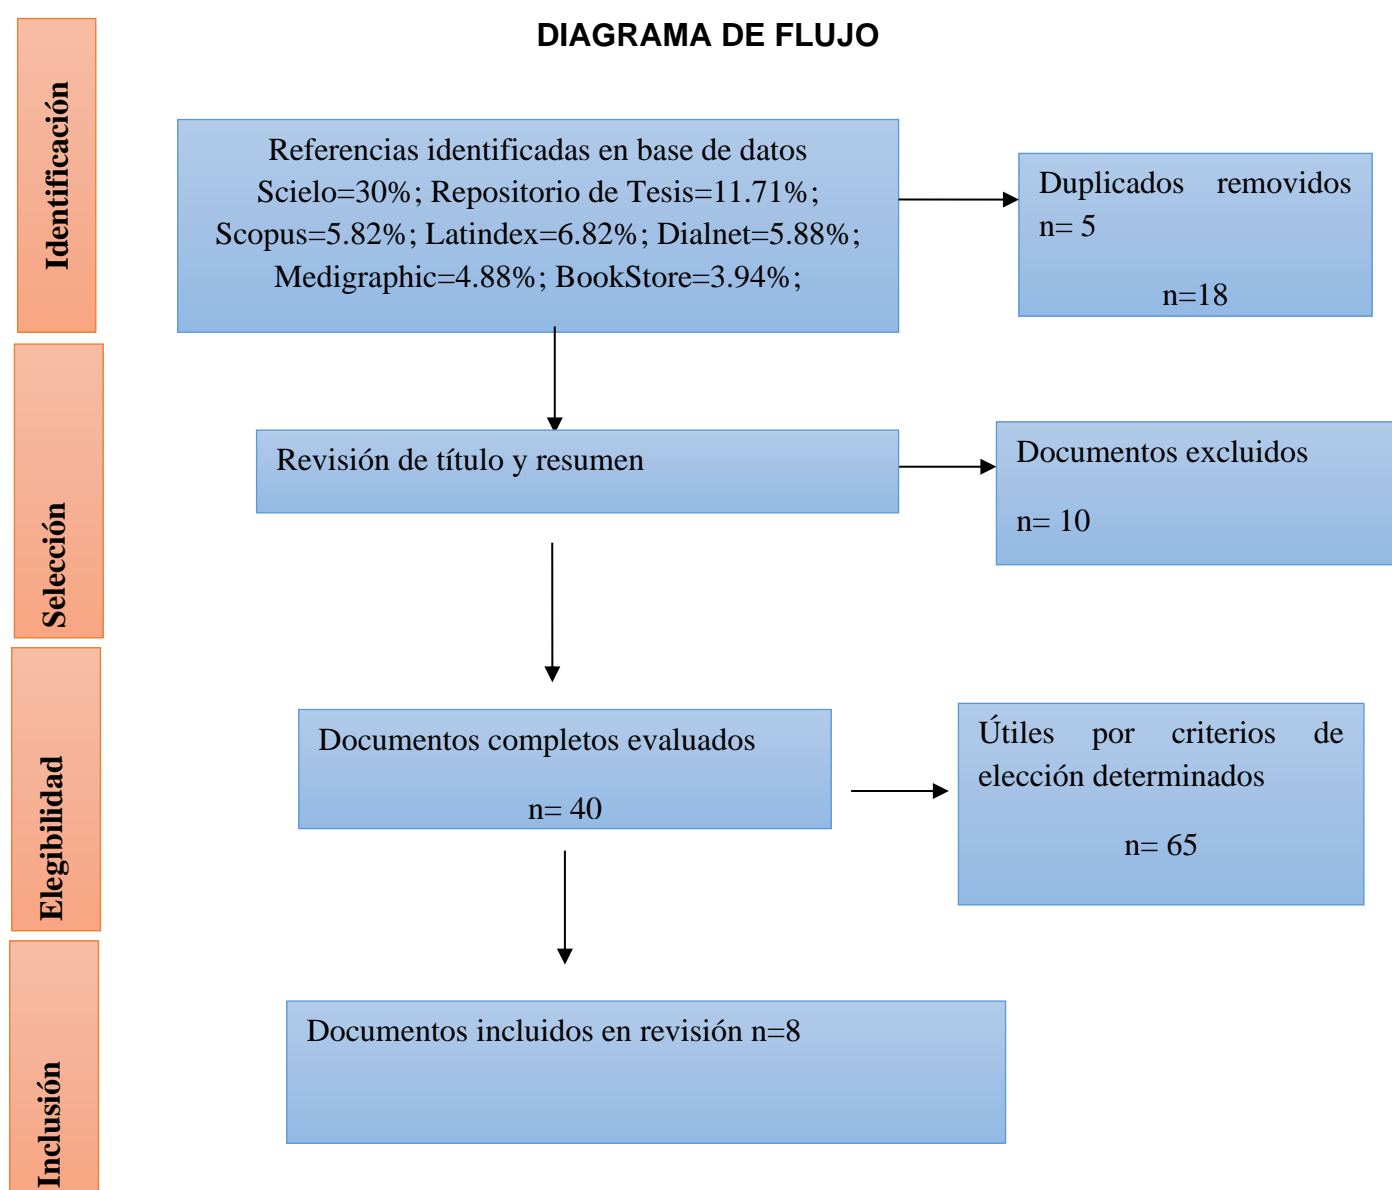 DIAGRAMA DE FLUJO
Identificación
Referencias identificadas en base de datos
Scielo=30%; Repositorio de Tesis=11.71%;
Scopus=5.82%; Latindex=6.82%; Dialnet=5.88%;
Medigraphic=4.88%; BookStore=3.94%;
Duplicados removidos
n= 5
n=18
Selección
Revisión de título y resumen
Documentos excluidos
n= 10
Elegibilidad
Documentos completos evaluados
n= 40
Útiles por criterios de
elección determinados
n= 65
Inclusión
Documentos incluidos en revisión n=8